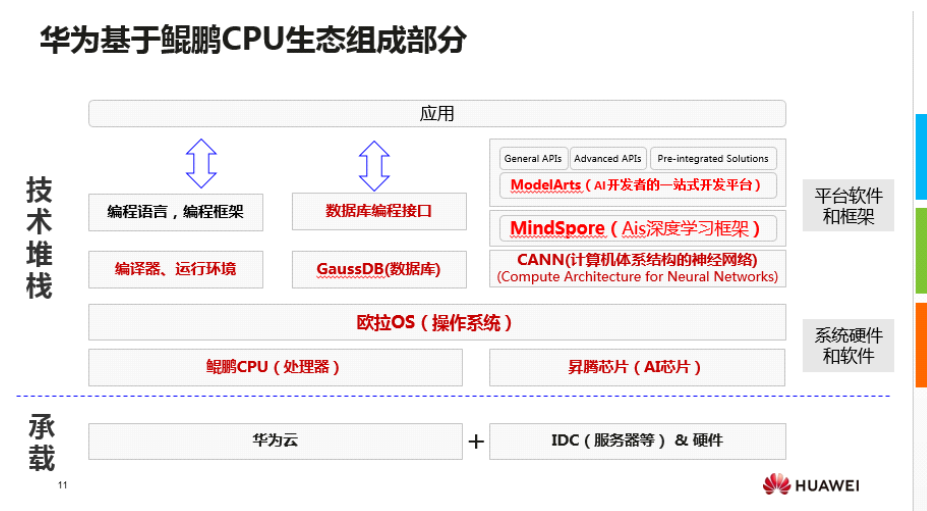 华为基于鲲鹏CPU生态组成部分
应用
General APIs
Advanced APIs
Pre-integrated Solutions
ModelArts（AI开发者的一站式开发平台）
技术堆栈
编程语言，编程框架
数据库编程接口
平台软件
和框架
MindSpore（Ais深度学习框架）
编译器、运行环境
GaussDB(数据库)
CANN(计算机体系结构的神经网络)
(Compute Architecture for Neural Networks)
欧拉OS（操作系统）
系统硬件
和软件
鲲鹏CPU（处理器）
昇腾芯片（AI芯片）
承载
华为云
+
IDC（服务器等）& 硬件
11
HUAWEI